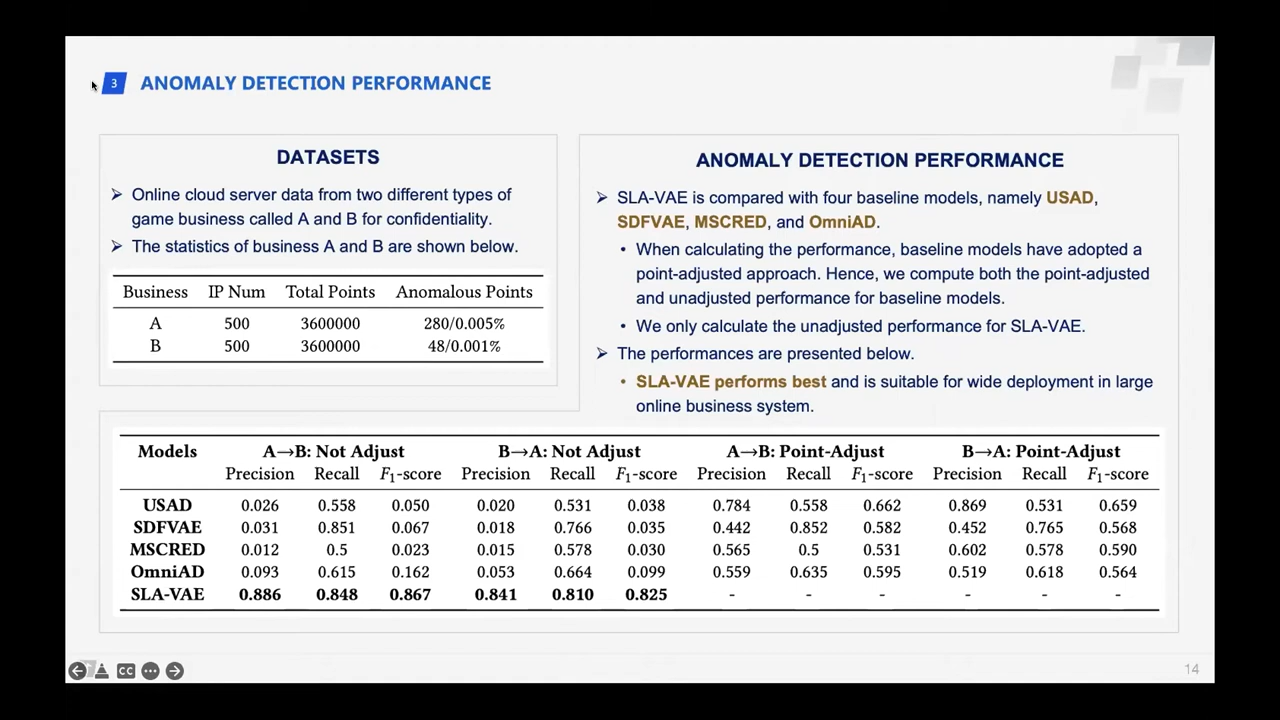 3 ANOMALY DETECTION PERFORMANCE
DATASETS
➢ Online cloud server data from two different types of
game business called A and B for confidentiality.
➢ The statistics of business A and B are shown below.
Business IP Num Total Points Anomalous Points
A 500 3600000 280/0.005%
B 500 3600000 48/0.001%
ANOMALY DETECTION PERFORMANCE
➢ SLA-VAE is compared with four baseline models, namely USAD,
SDFVAE, MSCRED, and OmniAD.
• When calculating the performance, baseline models have adopted a
point-adjusted approach. Hence, we compute both the point-adjusted
and unadjusted performance for baseline models.
• We only calculate the unadjusted performance for SLA-VAE.
➢ The performances are presented below.
• SLA-VAE performs best and is suitable for wide deployment in large
online business system.
Models A→B: Not Adjust B→A: Not Adjust A→B: Point-Adjust B→A: Point-Adjust
Precision Recall F₁-score Precision Recall F₁-score Precision Recall F₁-score Precision Recall F₁-score
USAD 0.026 0.558 0.050 0.020 0.531 0.038 0.784 0.558 0.662 0.869 0.531 0.659
SDFVAE 0.031 0.851 0.067 0.018 0.766 0.035 0.442 0.852 0.582 0.452 0.765 0.568
MSCRED 0.012 0.5 0.023 0.015 0.578 0.030 0.565 0.5 0.531 0.602 0.578 0.590
OmniAD 0.093 0.615 0.162 0.053 0.664 0.099 0.559 0.635 0.595 0.519 0.618 0.564
SLA-VAE 0.886 0.848 0.867 0.841 0.810 0.825 - - - - - -
CC
14